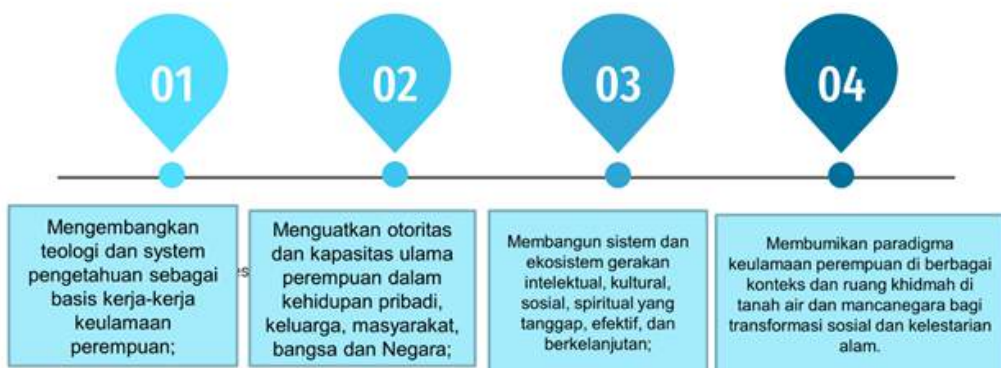 01
02
03
04
Mengembangkan
teologi dan system
pengetahuan sebagai
basis kerja-kerja
keulamaan
perempuan;
es
Menguatkan otoritas
dan kapasitas ulama
perempuan dalam
kehidupan pribadi,
keluarga, masyarakat,
bangsa dan Negara;
Membangun sistem dan
ekosistem gerakan
intelektual, kultural,
sosial, spiritual yang
tanggap, efektif, dan
berkelanjutan;
Membumikan paradigma
keulamaan perempuan di berbagai
konteks dan ruang khidmah di
tanah air dan mancanegara bagi
transformasi sosial dan kelestarian
alam.